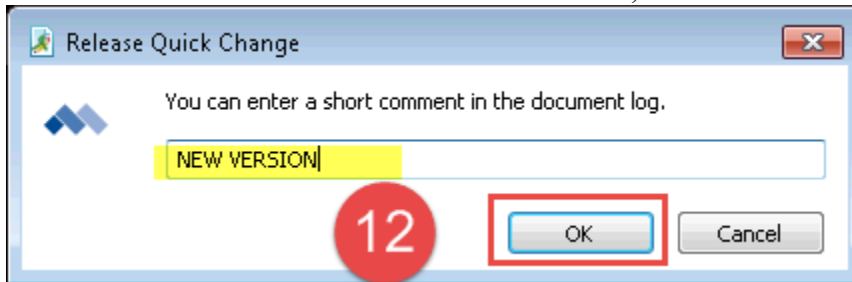 Release Quick Change
You can enter a short comment in the document log.
NEW VERSION
12
OK
Cancel